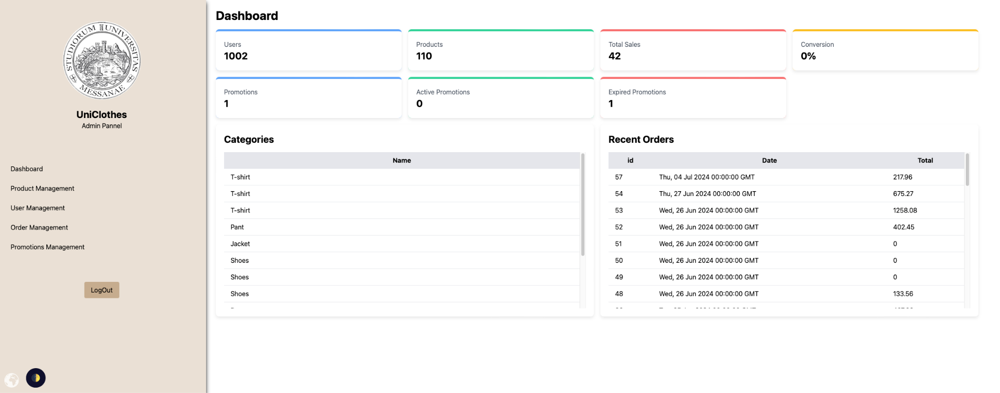 STUDIORUM UNIVERSITAS
MESSANAE
UniClothes
Admin Pannel
Dashboard
Product Management
User Management
Order Management
Promotions Management
LogOut
Dashboard
Users
1002
Products
110
Total Sales
42
Conversion
0%
Promotions
1
Active Promotions
0
Expired Promotions
1
Categories
Name
T-shirt
T-shirt
T-shirt
Pant
Jacket
Shoes
Shoes
Shoes
Recent Orders
id Date Total
57 Thu, 04 Jul 2024 00:00:00 GMT 217.96
54 Thu, 27 Jun 2024 00:00:00 GMT 675.27
53 Wed, 26 Jun 2024 00:00:00 GMT 1258.08
52 Wed, 26 Jun 2024 00:00:00 GMT 402.45
51 Wed, 26 Jun 2024 00:00:00 GMT 0
50 Wed, 26 Jun 2024 00:00:00 GMT 0
49 Wed, 26 Jun 2024 00:00:00 GMT 0
48 Wed, 26 Jun 2024 00:00:00 GMT 133.56